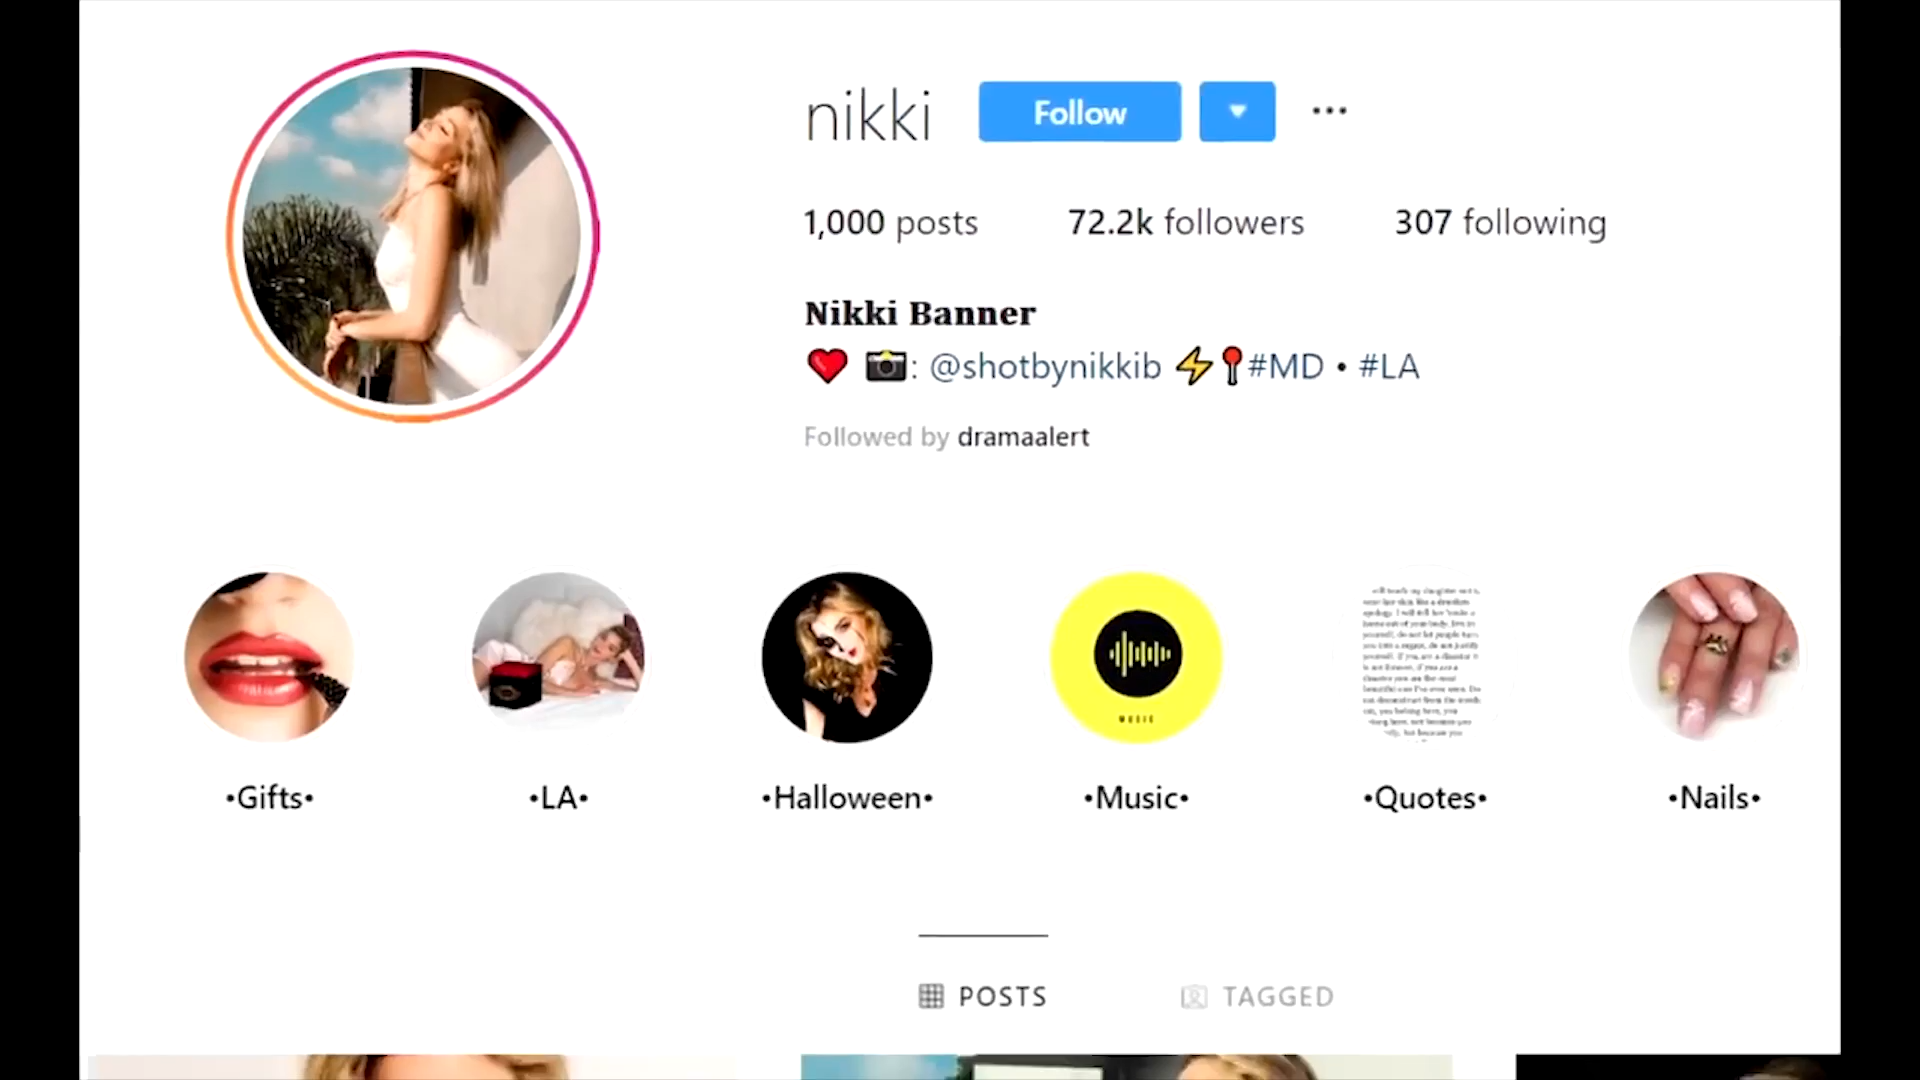 nikki Follow
1,000 posts 72.2k followers 307 following
Nikki Banner
❤️ 📷: @shotbynikkib ⚡📍#MD • #LA
Followed by dramaalert
MUSIC
•Gifts• •LA• •Halloween• •Music• •Quotes• •Nails•
POSTS TAGGED